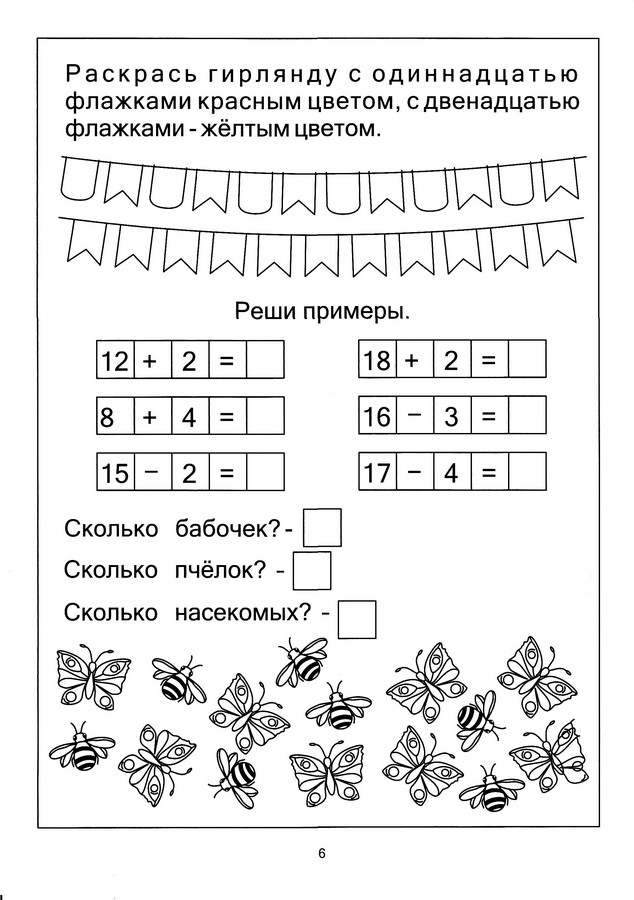 Раскрась гирлянду с одиннадцатью
флажками красным цветом, с двенадцатью
флажками - жёлтым цветом.
Реши примеры.
12 + 2 =
18 + 2 =
8 + 4 =
16 − 3 =
15 − 2 =
17 − 4 =
Сколько бабочек? -
Сколько пчёлок? -
Сколько насекомых? -
6